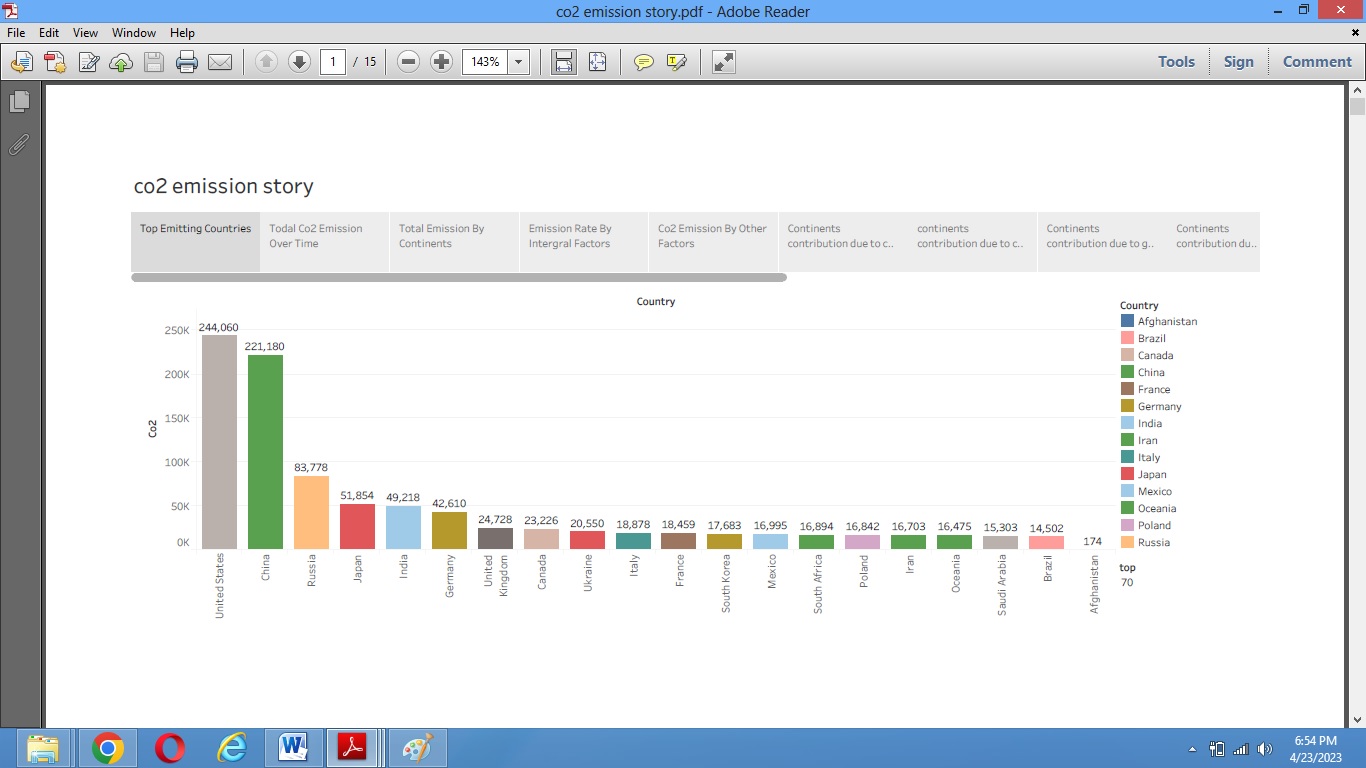 co2 emission story.pdf - Adobe Reader
File Edit View Window Help
1 / 15 143% Tools Sign Comment
co2 emission story
Top Emitting Countries
Todal Co2 Emission
Over Time
Total Emission By
Continents
Emission Rate By
Intergral Factors
Co2 Emission By Other
Factors
Continents
contribution due to c..
continents
contribution due to c..
Continents
contribution due to g..
Continents
contribution du..
Country
Co2
250K
200K
150K
100K
50K
0K
244,060
221,180
83,778
51,854
49,218
42,610
24,728
23,226
20,550
18,878
18,459
17,683
16,995
16,894
16,842
16,703
16,475
15,303
14,502
174
United States
China
Russia
Japan
India
Germany
United
Kingdom
Canada
Ukraine
Italy
France
South Korea
Mexico
South Africa
Poland
Iran
Oceania
Saudi Arabia
Brazil
Afghanistan
Country
Afghanistan
Brazil
Canada
China
France
Germany
India
Iran
Italy
Japan
Mexico
Oceania
Poland
Russia
top
70
6:54 PM
4/23/2023